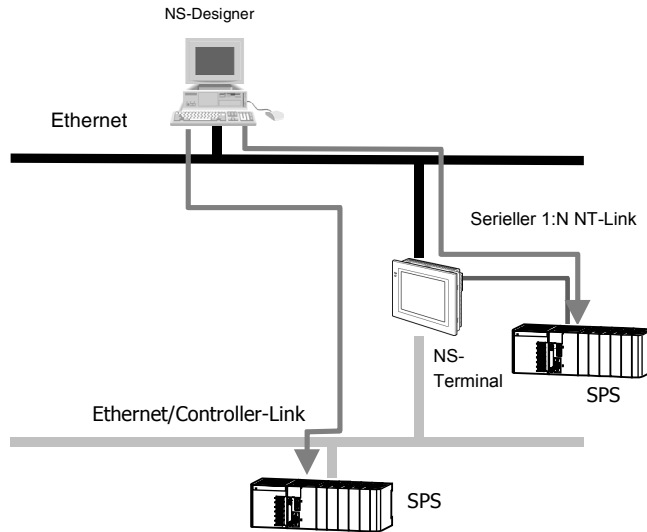 NS-Designer
Ethernet
Serieller 1:N NT-Link
NS-
Terminal
SPS
Ethernet/Controller-Link
SPS